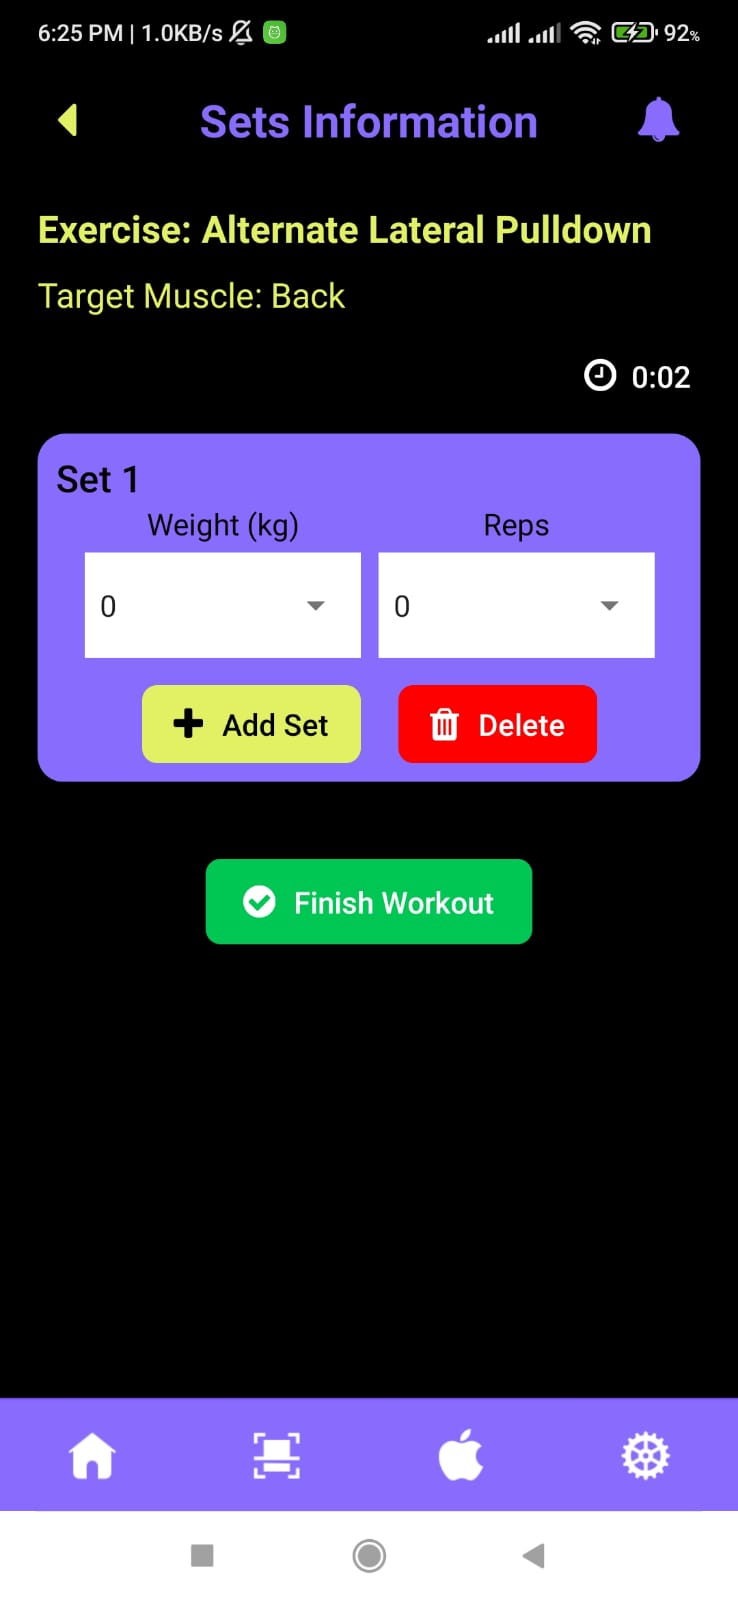 6:25 PM | 1.0KB/s 92%
Sets Information
Exercise: Alternate Lateral Pulldown
Target Muscle: Back
0:02
Set 1
Weight (kg) Reps
0 0
Add Set Delete
Finish Workout